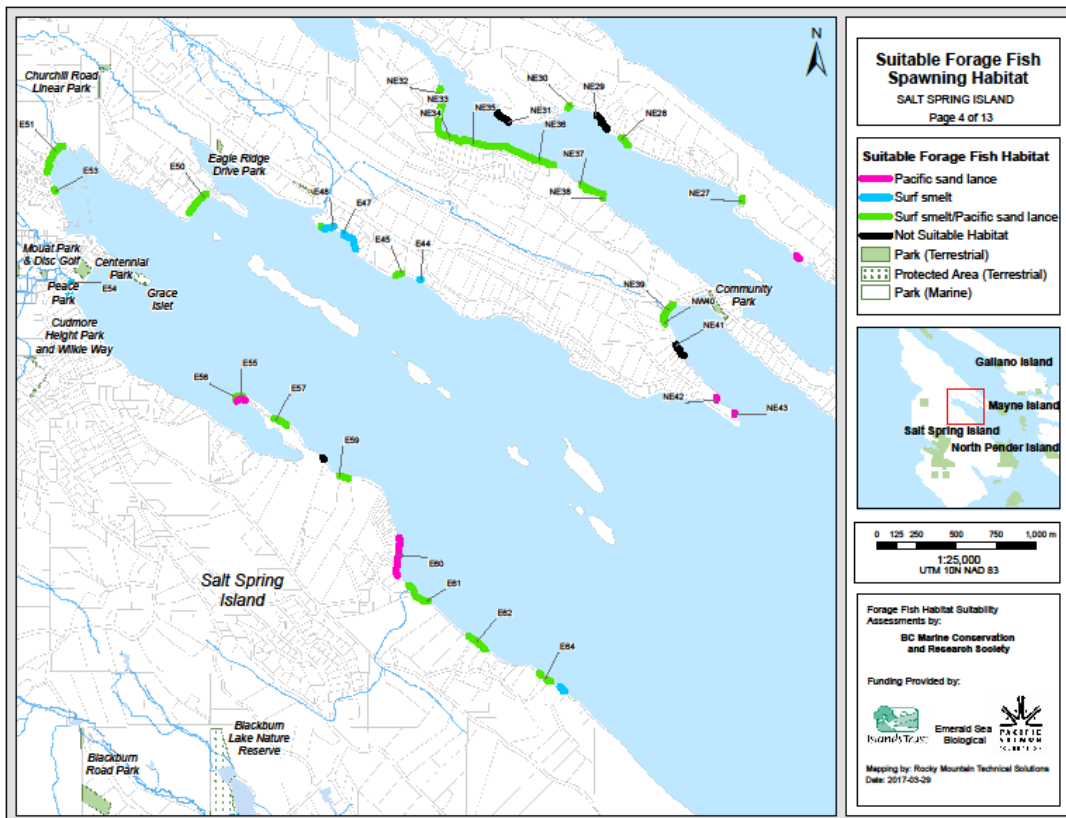 N
Churchill Road
Linear Park
E51
E53
E50
Eagle Ridge
Drive Park
E48
E47
E45
E44
NE32
NE33
NE34
NE35
NE31
NE30
NE29
NE28
NE36
NE37
NE38
NE27
Mouat Park
& Disc Golf
Centennial
Park
Peace
Park
E54
Grace
Islet
Cudmore
Height Park
and Wilkie Way
E55
E56
E57
E59
NE39
NW40
Community
Park
NE41
NE42
NE43
E60
E61
E62
E64
Salt Spring
Island
Blackburn
Lake Nature
Reserve
Blackburn
Road Park
Suitable Forage Fish
Spawning Habitat
SALT SPRING ISLAND
Page 4 of 13
Suitable Forage Fish Habitat
Pacific sand lance
Surf smelt
Surf smelt/Pacific sand lance
Not Suitable Habitat
Park (Terrestrial)
Protected Area (Terrestrial)
Park (Marine)
Galiano Island
Mayne Island
Salt Spring Island
North Pender Island
0 125 250 500 750 1,000 m
1:25,000
UTM 10N NAD 83
Forage Fish Habitat Suitability
Assessments by:
BC Marine Conservation
and Research Society
Funding Provided by:
Islands Trust
Emerald Sea
Biological
PACIFIC
SALMON
Mapping by: Rocky Mountain Technical Solutions
Date: 2017-03-29